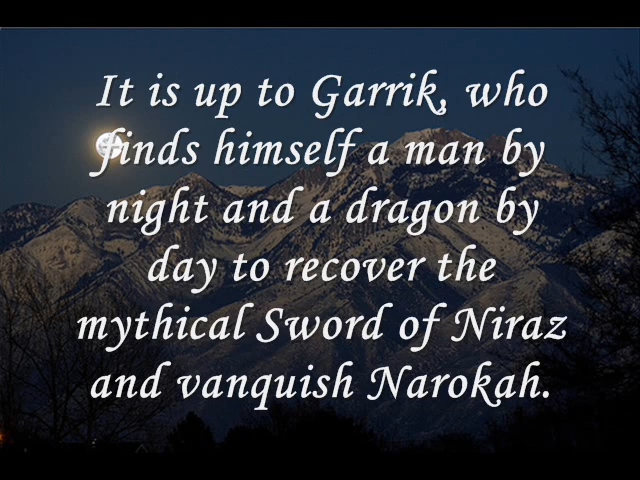 It is up to Garrik, who
finds himself a man by
night and a dragon by
day to recover the
mythical Sword of Niraz
and vanquish Narokah.